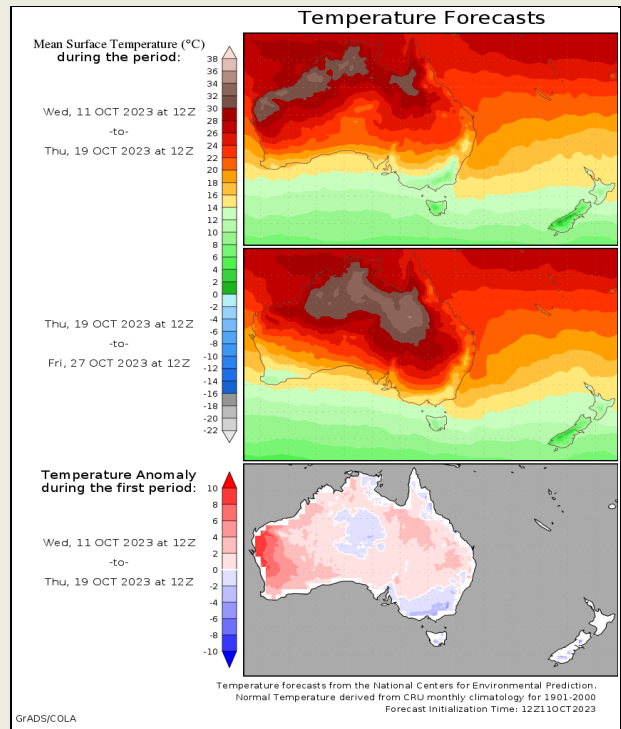 Temperature Forecasts
Mean Surface Temperature (°C)
during the period:
Wed, 11 OCT 2023 at 12Z
-to-
Thu, 19 OCT 2023 at 12Z
38
36
34
32
30
28
26
24
22
20
18
16
14
12
10
8
6
4
2
0
-2
-4
-6
-8
-10
-12
-14
-16
-18
-20
-22
Thu, 19 OCT 2023 at 12Z
-to-
Fri, 27 OCT 2023 at 12Z
Temperature Anomaly
during the first period:
Wed, 11 OCT 2023 at 12Z
-to-
Thu, 19 OCT 2023 at 12Z
10
8
6
4
2
0
-2
-4
-6
-8
-10
Temperature forecasts from the National Centers for Environmental Prediction.
Normal Temperature derived from CRU monthly climatology for 1901-2000
Forecast Initialization Time: 12Z11OCT2023
GrADS/COLA